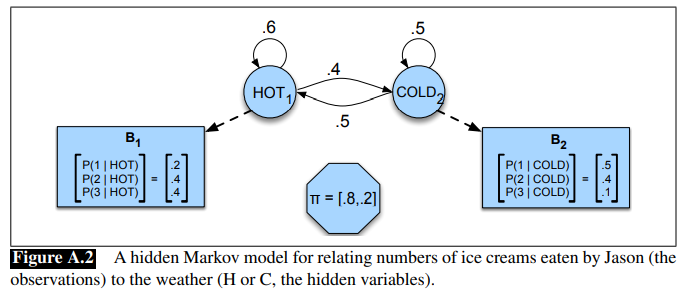 .6
.5
.4
HOT1
COLD2
.5
B1
P(1 | HOT)
P(2 | HOT)
P(3 | HOT)
=
.2
.4
.4
π = [.8,.2]
B2
P(1 | COLD)
P(2 | COLD)
P(3 | COLD)
=
.5
.4
.1
Figure A.2 A hidden Markov model for relating numbers of ice creams eaten by Jason (the
observations) to the weather (H or C, the hidden variables).